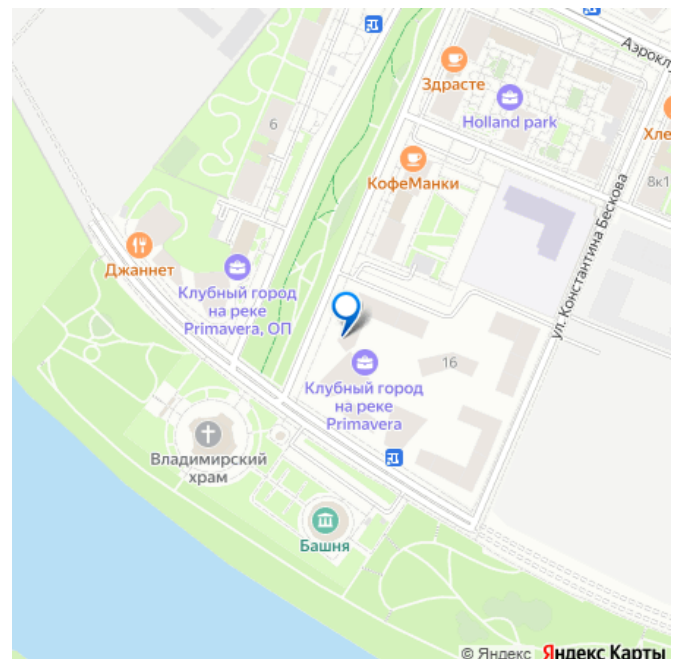 Аэроклу
Здрасте
Holland park
Хле
6
КофеМанки
8к1
ул. Константина Бескова
Джаннет
Клубный город
на реке
Primavera, ОП
16
Клубный город
на реке
Primavera
Владимирский
храм
Башня
© Яндекс Яндекс Карты